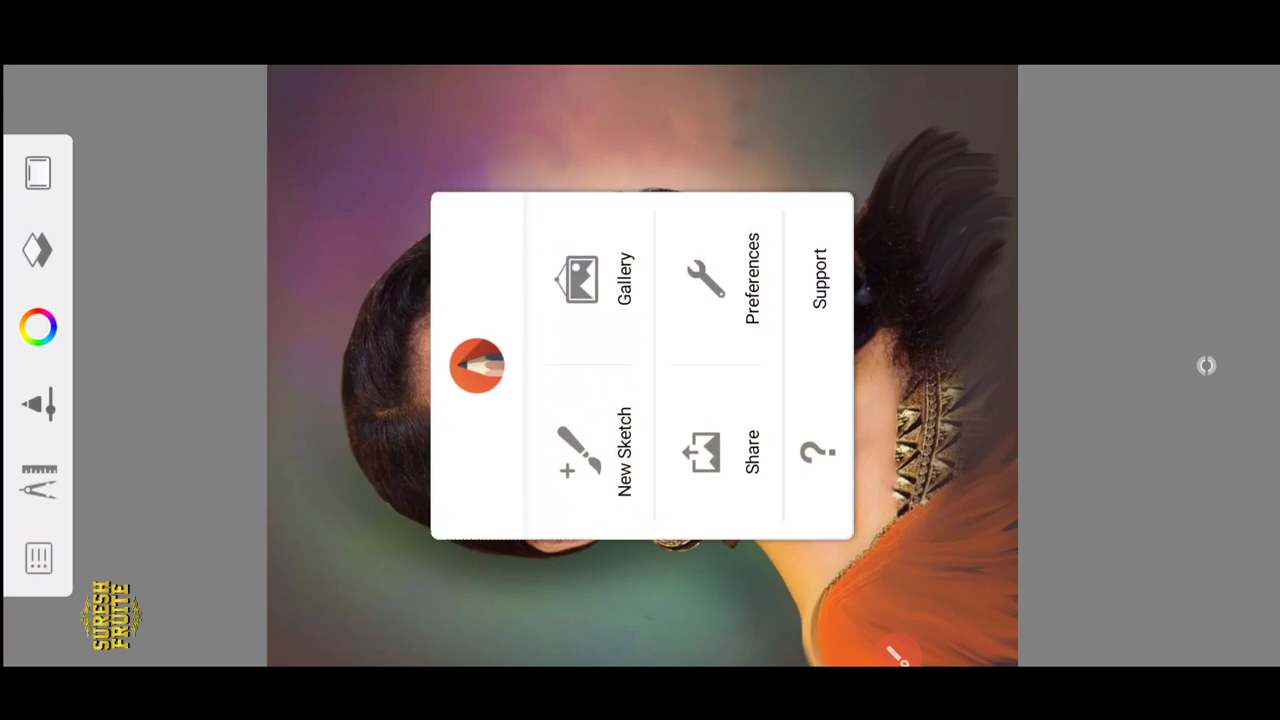 New Sketch
Gallery
Share
Preferences
?
Support
SURESH
FRUITE